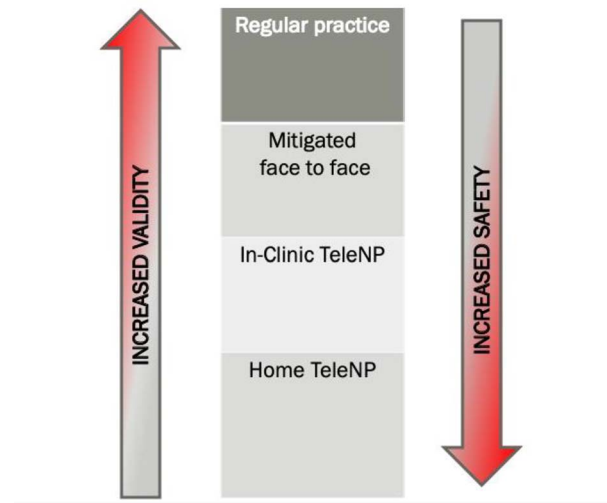 Regular practice
Mitigated
face to face
In-Clinic TeleNP
Home TeleNP
INCREASED VALIDITY
INCREASED SAFETY